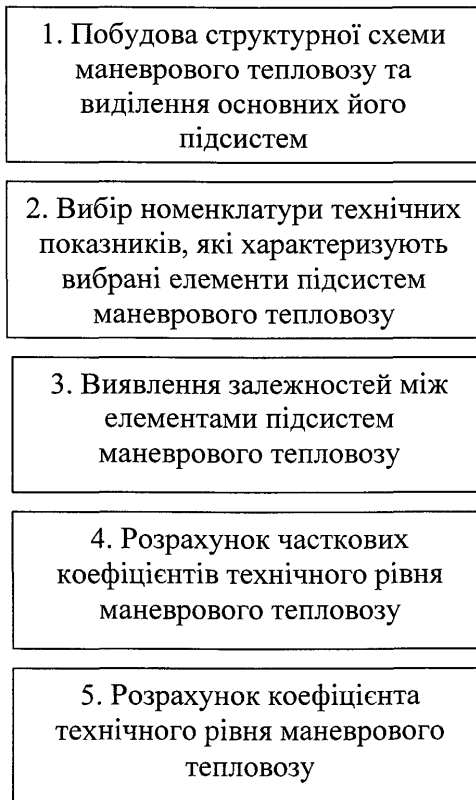 1. Побудова структурної схеми
маневрового тепловозу та
виділення основних його
підсистем
2. Вибір номенклатури технічних
показників, які характеризують
вибрані елементи підсистем
маневрового тепловозу
3. Виявлення залежностей між
елементами підсистем
маневрового тепловозу
4. Розрахунок часткових
коефіцієнтів технічного рівня
маневрового тепловозу
5. Розрахунок коефіцієнта
технічного рівня маневрового
тепловозу